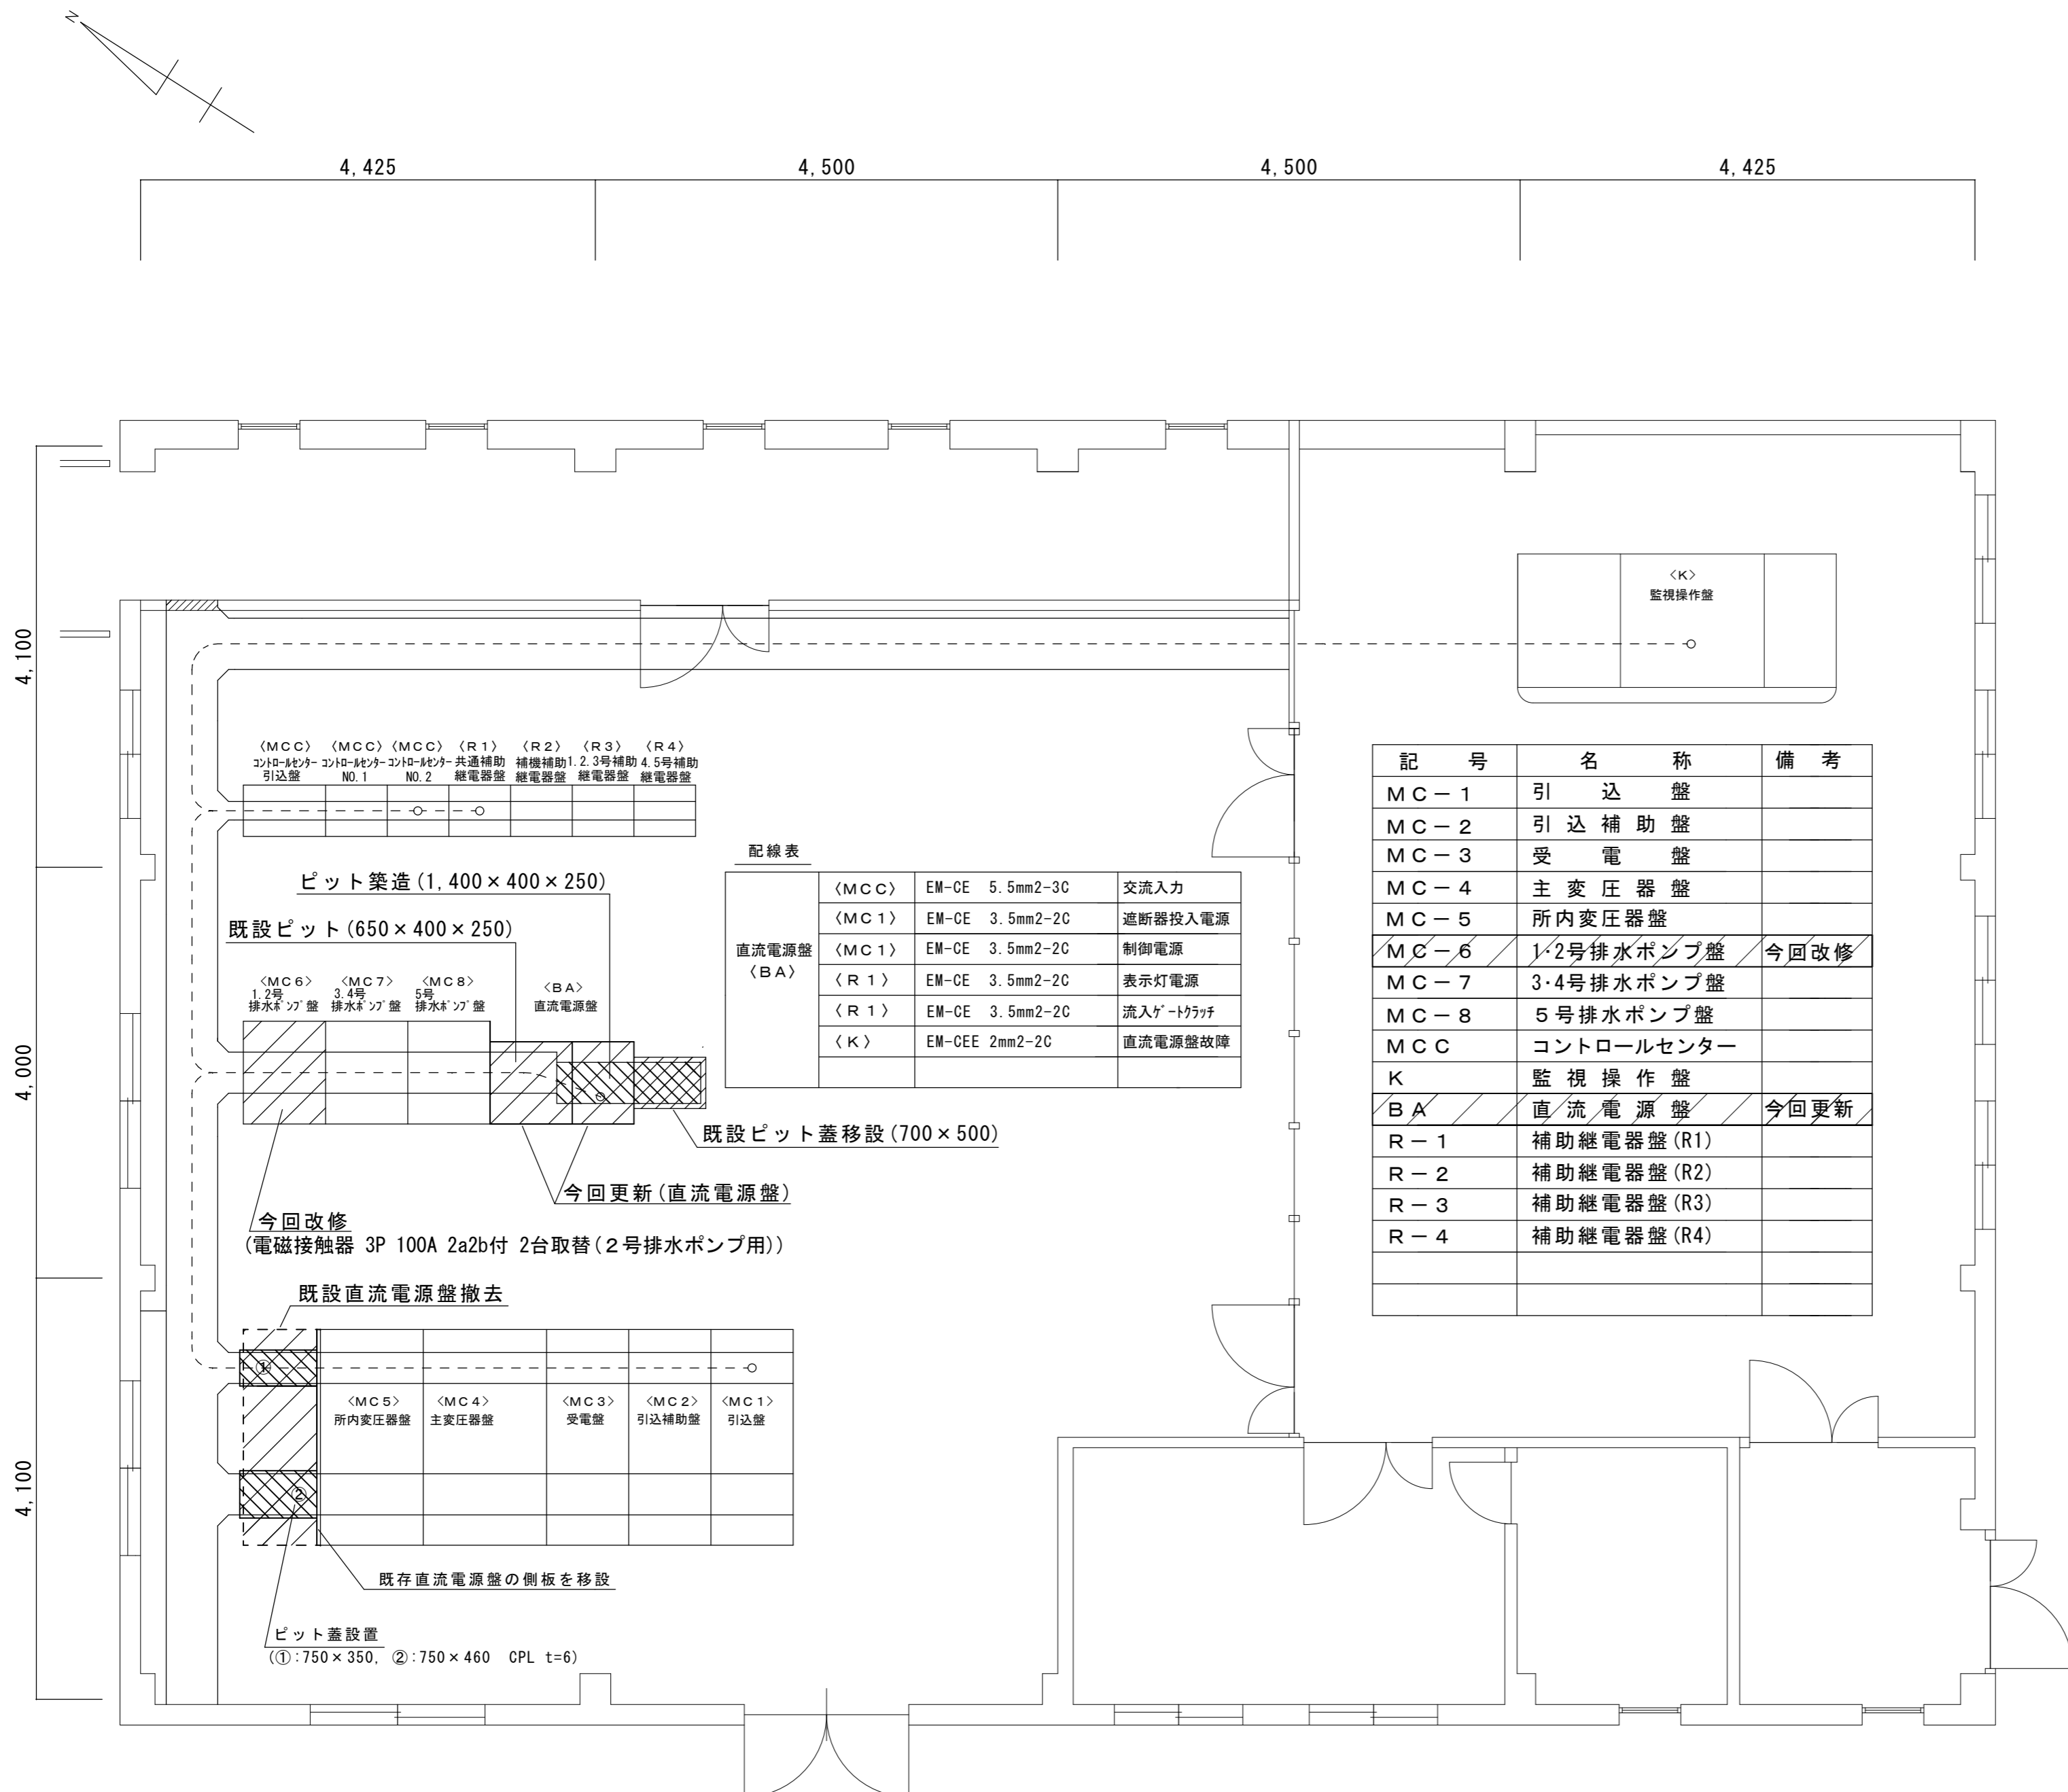 N
4,425 4,500 4,500 4,425
4,100
4,000
4,100
〈K〉
監視操作盤
〈MCC〉 〈MCC〉 〈MCC〉 〈R1〉 〈R2〉 〈R3〉 〈R4〉
コントロールセンター コントロールセンター コントロールセンター 共通補助 補機補助 1.2.3号補助 4.5号補助
引込盤 NO.1 NO.2 継電器盤 継電器盤 継電器盤 継電器盤
ピット築造(1,400×400×250)
既設ピット(650×400×250)
〈MC6〉 〈MC7〉 〈MC8〉 〈BA〉
1.2号 3.4号 5号 直流電源盤
排水ポンプ盤 排水ポンプ盤 排水ポンプ盤
既設ピット蓋移設(700×500)
今回更新(直流電源盤)
今回改修
(電磁接触器 3P 100A 2a2b付 2台取替(2号排水ポンプ用))
配線表
直流電源盤
〈BA〉
〈MCC〉 EM-CE 5.5mm2-3C 交流入力
〈MC1〉 EM-CE 3.5mm2-2C 遮断器投入電源
〈MC1〉 EM-CE 3.5mm2-2C 制御電源
〈R1〉 EM-CE 3.5mm2-2C 表示灯電源
〈R1〉 EM-CE 3.5mm2-2C 流入ゲートクラッチ
〈K〉 EM-CEE 2mm2-2C 直流電源盤故障
記号 名称 備考
MC-1 引込盤
MC-2 引込補助盤
MC-3 受電盤
MC-4 主変圧器盤
MC-5 所内変圧器盤
MC-6 1・2号排水ポンプ盤 今回改修
MC-7 3・4号排水ポンプ盤
MC-8 5号排水ポンプ盤
MCC コントロールセンター
K 監視操作盤
BA 直流電源盤 今回更新
R-1 補助継電器盤(R1)
R-2 補助継電器盤(R2)
R-3 補助継電器盤(R3)
R-4 補助継電器盤(R4)
既設直流電源盤撤去
①
〈MC5〉 〈MC4〉 〈MC3〉 〈MC2〉 〈MC1〉
所内変圧器盤 主変圧器盤 受電盤 引込補助盤 引込盤
②
既存直流電源盤の側板を移設
ピット蓋設置
(①:750×350, ②:750×460 CPL t=6)